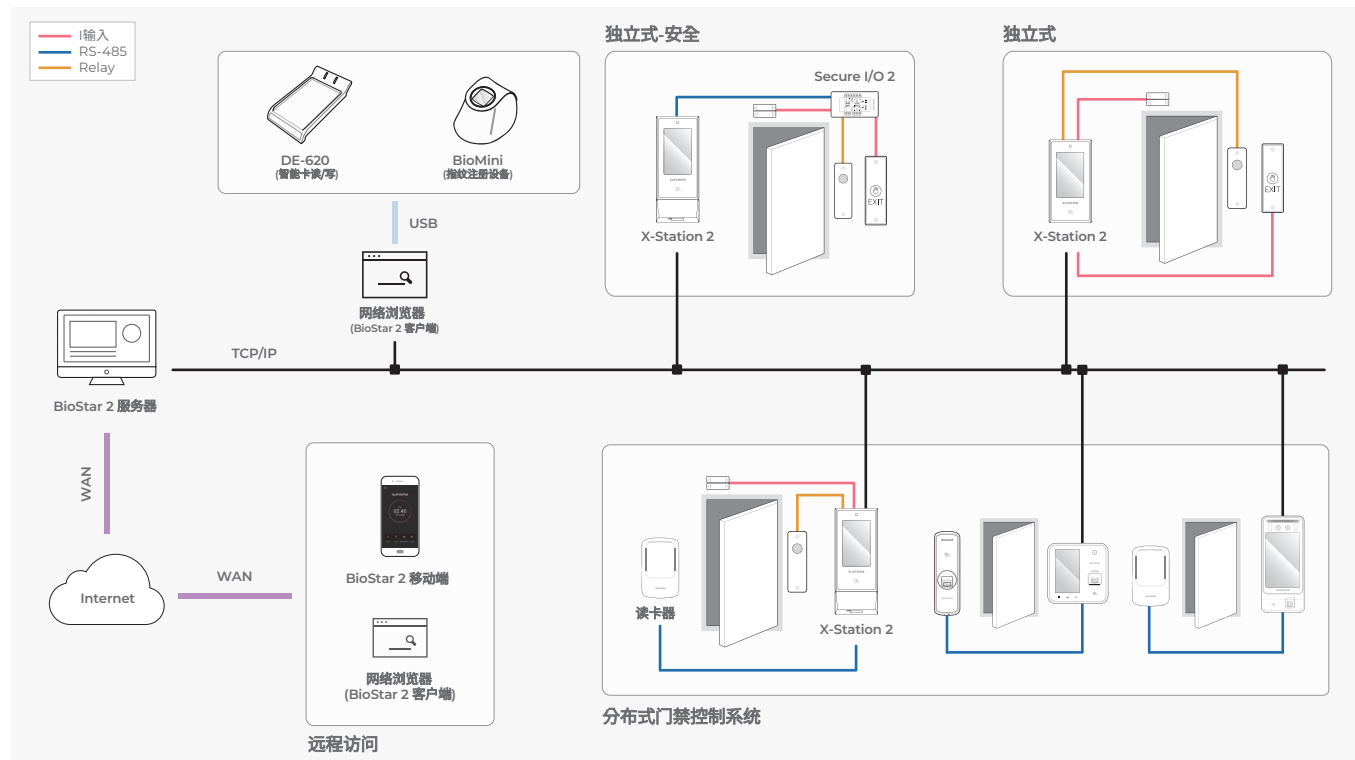 I输入
RS-485
Relay
DE-620
(智能卡读/写)
BioMini
(指纹注册设备)
USB
网络浏览器
(BioStar 2 客户端)
独立式-安全
Secure I/O 2
EXIT
X-Station 2
独立式
EXIT
X-Station 2
TCP/IP
BioStar 2 服务器
WAN
Internet
WAN
02:45
BioStar 2 移动端
网络浏览器
(BioStar 2 客户端)
远程访问
读卡器
X-Station 2
分布式门禁控制系统